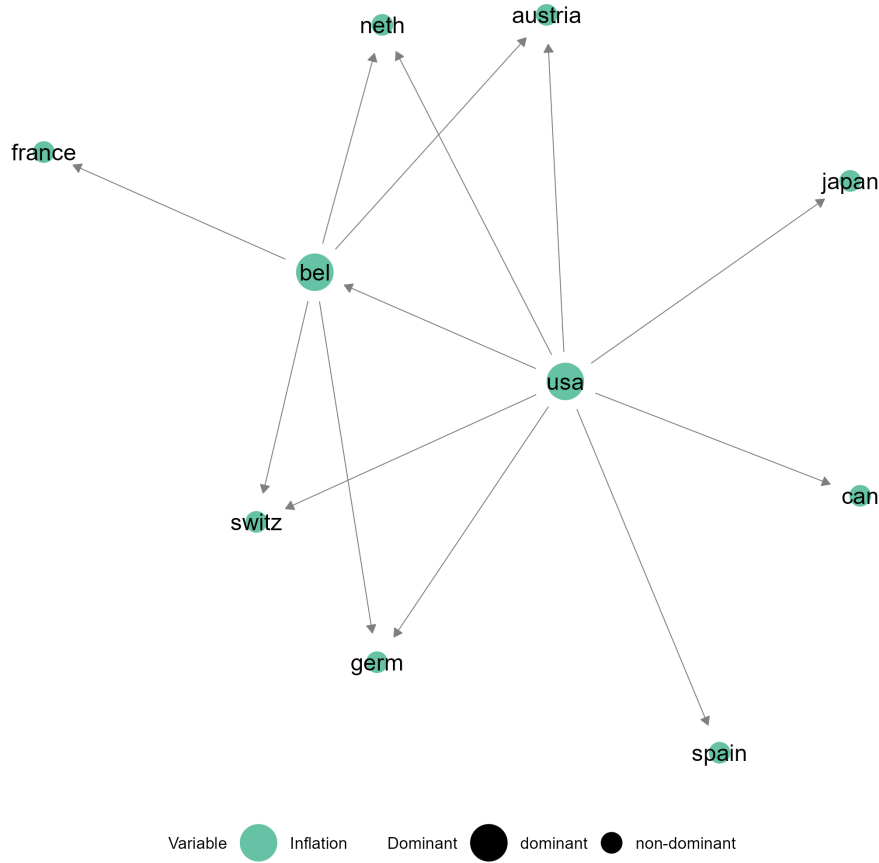 austria
neth
france
japan
bel
usa
can
switz
germ
spain
Variable Inflation Dominant dominant non-dominant